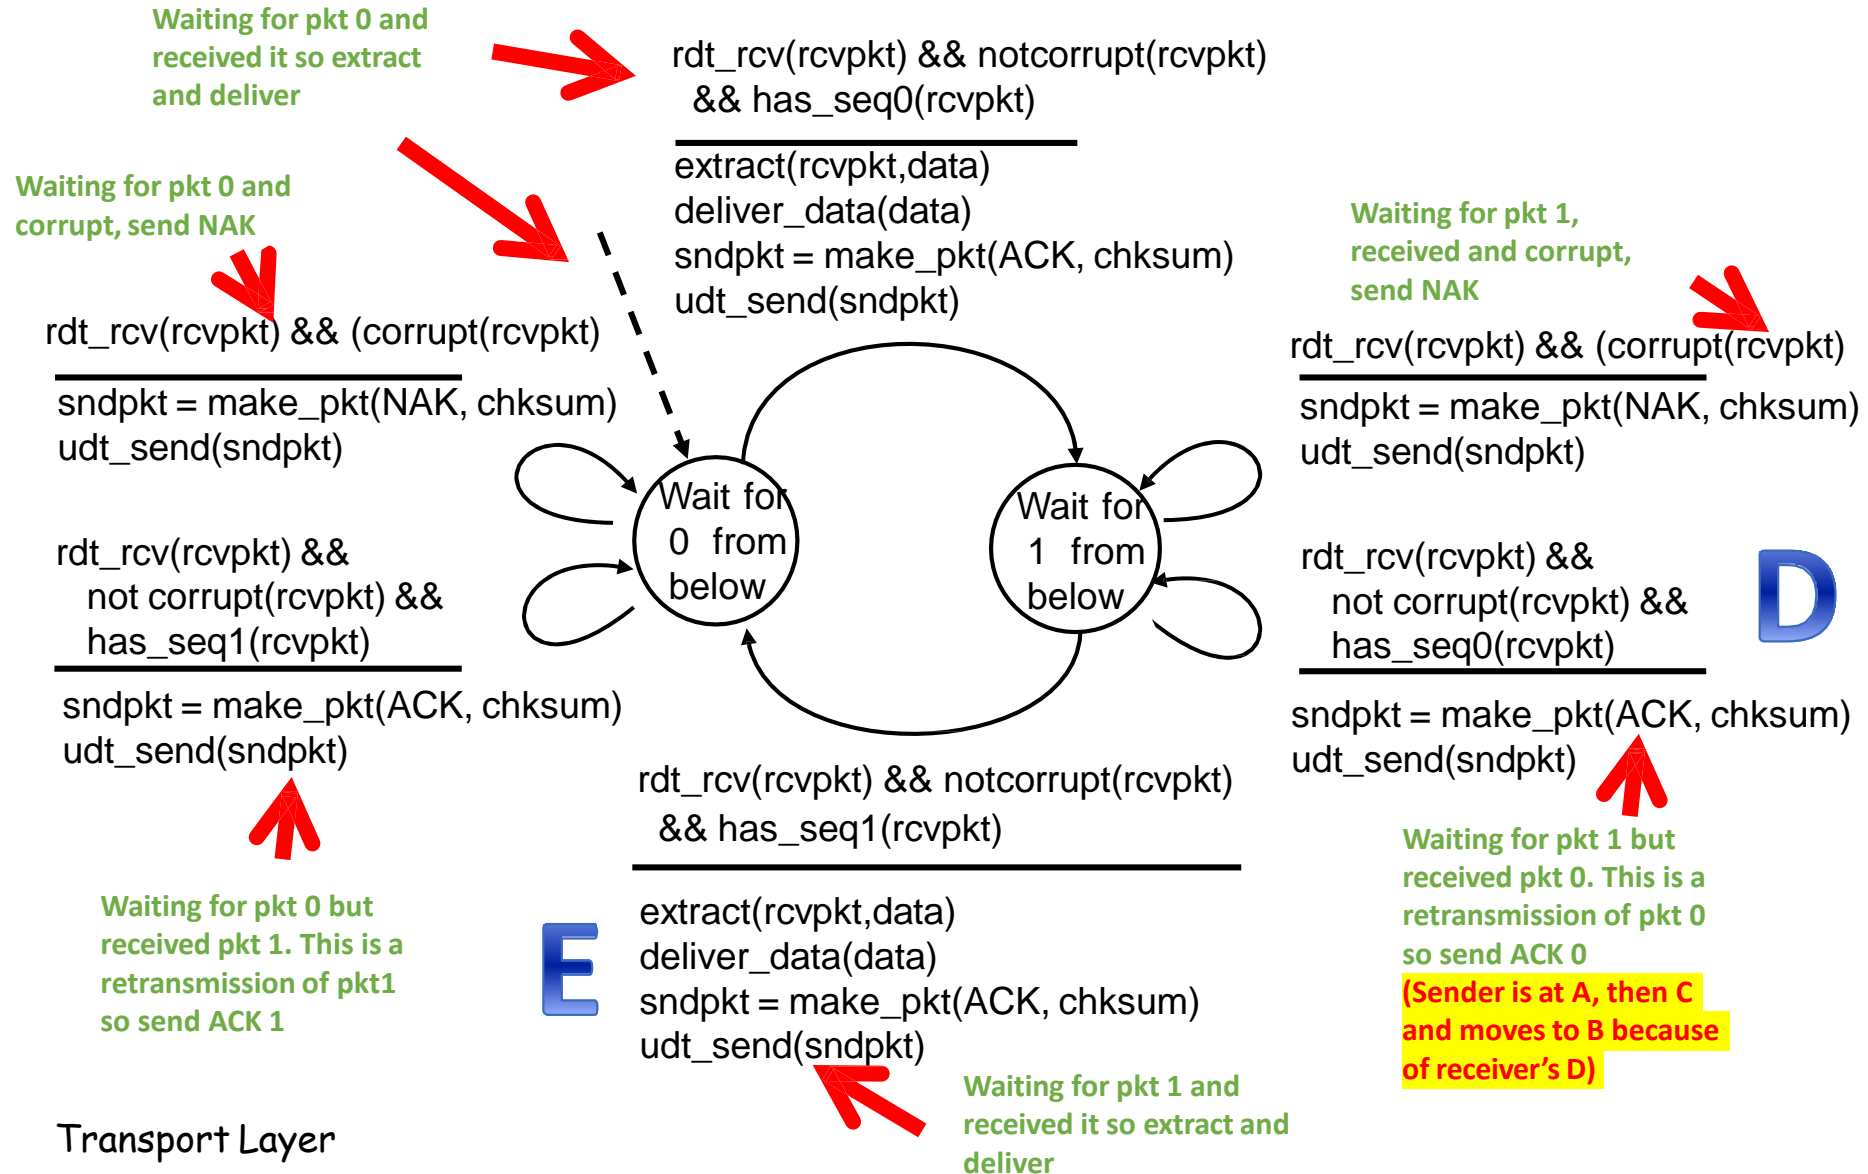 Waiting for pkt 0 and
received it so extract
and deliver
rdt_rcv(rcvpkt) && notcorrupt(rcvpkt)
&& has_seq0(rcvpkt)
extract(rcvpkt,data)
deliver_data(data)
sndpkt = make_pkt(ACK, chksum)
udt_send(sndpkt)
Waiting for pkt 0 and
corrupt, send NAK
rdt_rcv(rcvpkt) && (corrupt(rcvpkt)
sndpkt = make_pkt(NAK, chksum)
udt_send(sndpkt)
Waiting for pkt 1,
received and corrupt,
send NAK
rdt_rcv(rcvpkt) && (corrupt(rcvpkt)
sndpkt = make_pkt(NAK, chksum)
udt_send(sndpkt)
Wait for
0 from
below
Wait for
1 from
below
rdt_rcv(rcvpkt) &&
not corrupt(rcvpkt) &&
has_seq1(rcvpkt)
sndpkt = make_pkt(ACK, chksum)
udt_send(sndpkt)
Waiting for pkt 0 but
received pkt 1. This is a
retransmission of pkt1
so send ACK 1
rdt_rcv(rcvpkt) &&
not corrupt(rcvpkt) &&
has_seq0(rcvpkt)
D
sndpkt = make_pkt(ACK, chksum)
udt_send(sndpkt)
Waiting for pkt 1 but
received pkt 0. This is a
retransmission of pkt 0
so send ACK 0
(Sender is at A, then C
and moves to B because
of receiver's D)
rdt_rcv(rcvpkt) && notcorrupt(rcvpkt)
&& has_seq1(rcvpkt)
E
extract(rcvpkt,data)
deliver_data(data)
sndpkt = make_pkt(ACK, chksum)
udt_send(sndpkt)
Waiting for pkt 1 and
received it so extract and
deliver
Transport Layer